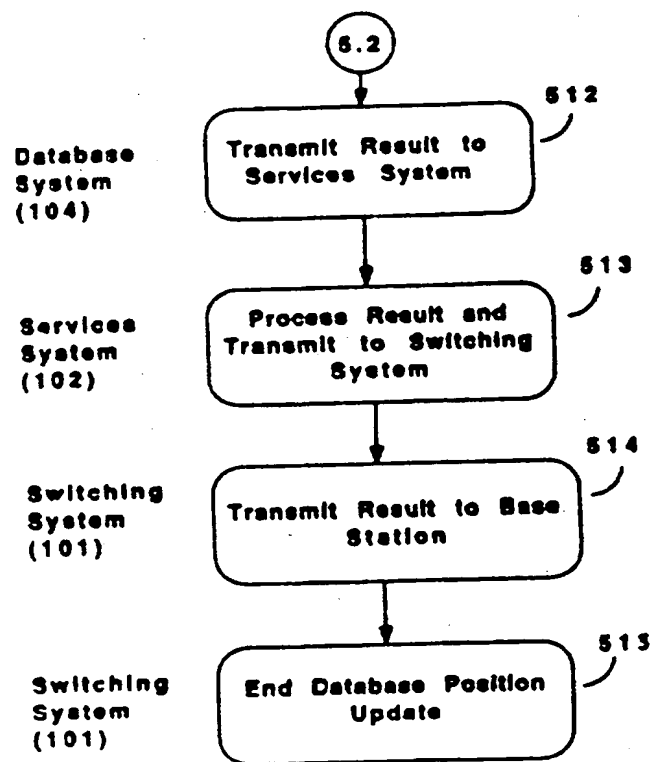 5.2
512
Database
System
(104)
Transmit Result to
Services System
513
Services
System
(102)
Process Result and
Transmit to Switching
System
514
Switching
System
(101)
Transmit Result to Base
Station
515
Switching
System
(101)
End Database Position
Update